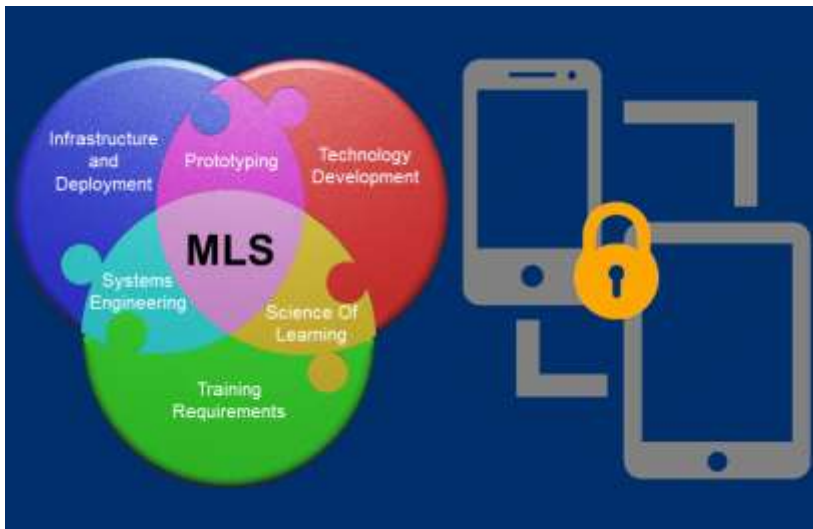 Infrastructure
and
Deployment
Prototyping
Technology
Development
MLS
Systems
Engineering
Science Of
Learning
Training
Requirements